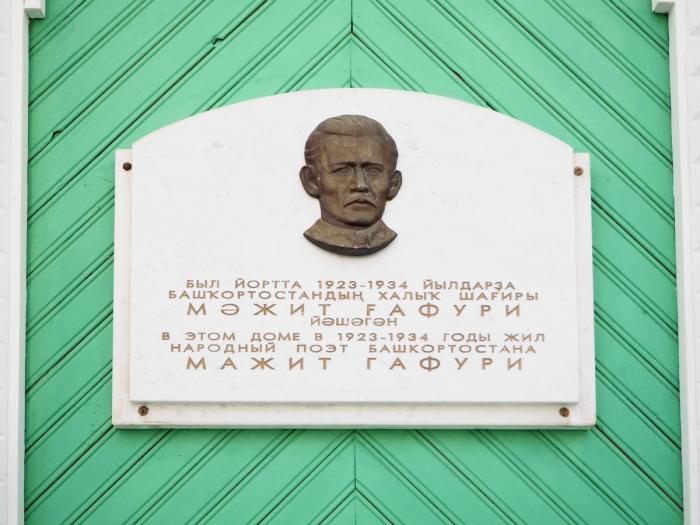 БЫЛ ЙОРТТА 1923-1934 ЙЫЛДАРҘА
БАШҠОРТОСТАНДЫҢ ХАЛЫҠ ШАҒИРЫ
МӘЖИТ ҒАФУРИ
ЙӘШӘГӘН
В ЭТОМ ДОМЕ В 1923-1934 ГОДЫ ЖИЛ
НАРОДНЫЙ ПОЭТ БАШКОРТОСТАНА
МАЖИТ ГАФУРИ